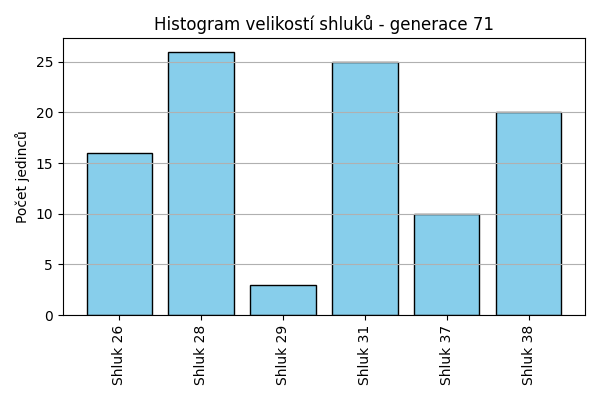 Histogram velikostí shluků - generace 71
Počet jedinců
25
20
15
10
5
0
Shluk 26
Shluk 28
Shluk 29
Shluk 31
Shluk 37
Shluk 38